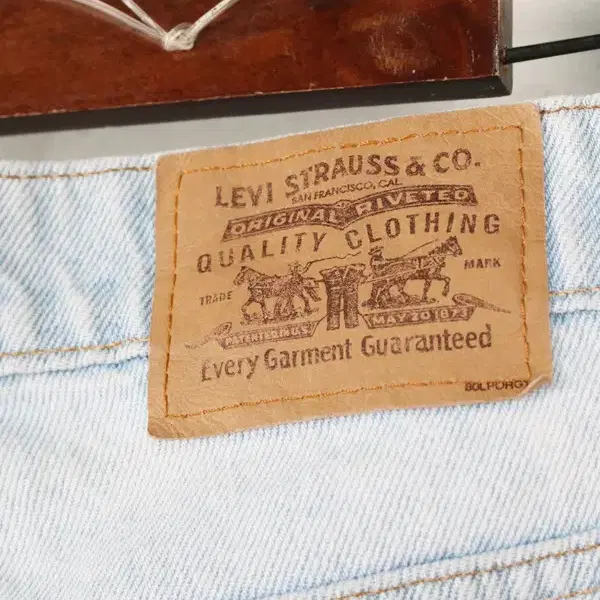 LEVI STRAUSS & CO.
SAN FRANCISCO, CAL
ORIGINAL RIVETED
QUALITY CLOTHING
TRADE MARK
PATENTED IN U.S. MAY 20 1873
Every Garment Guaranteed